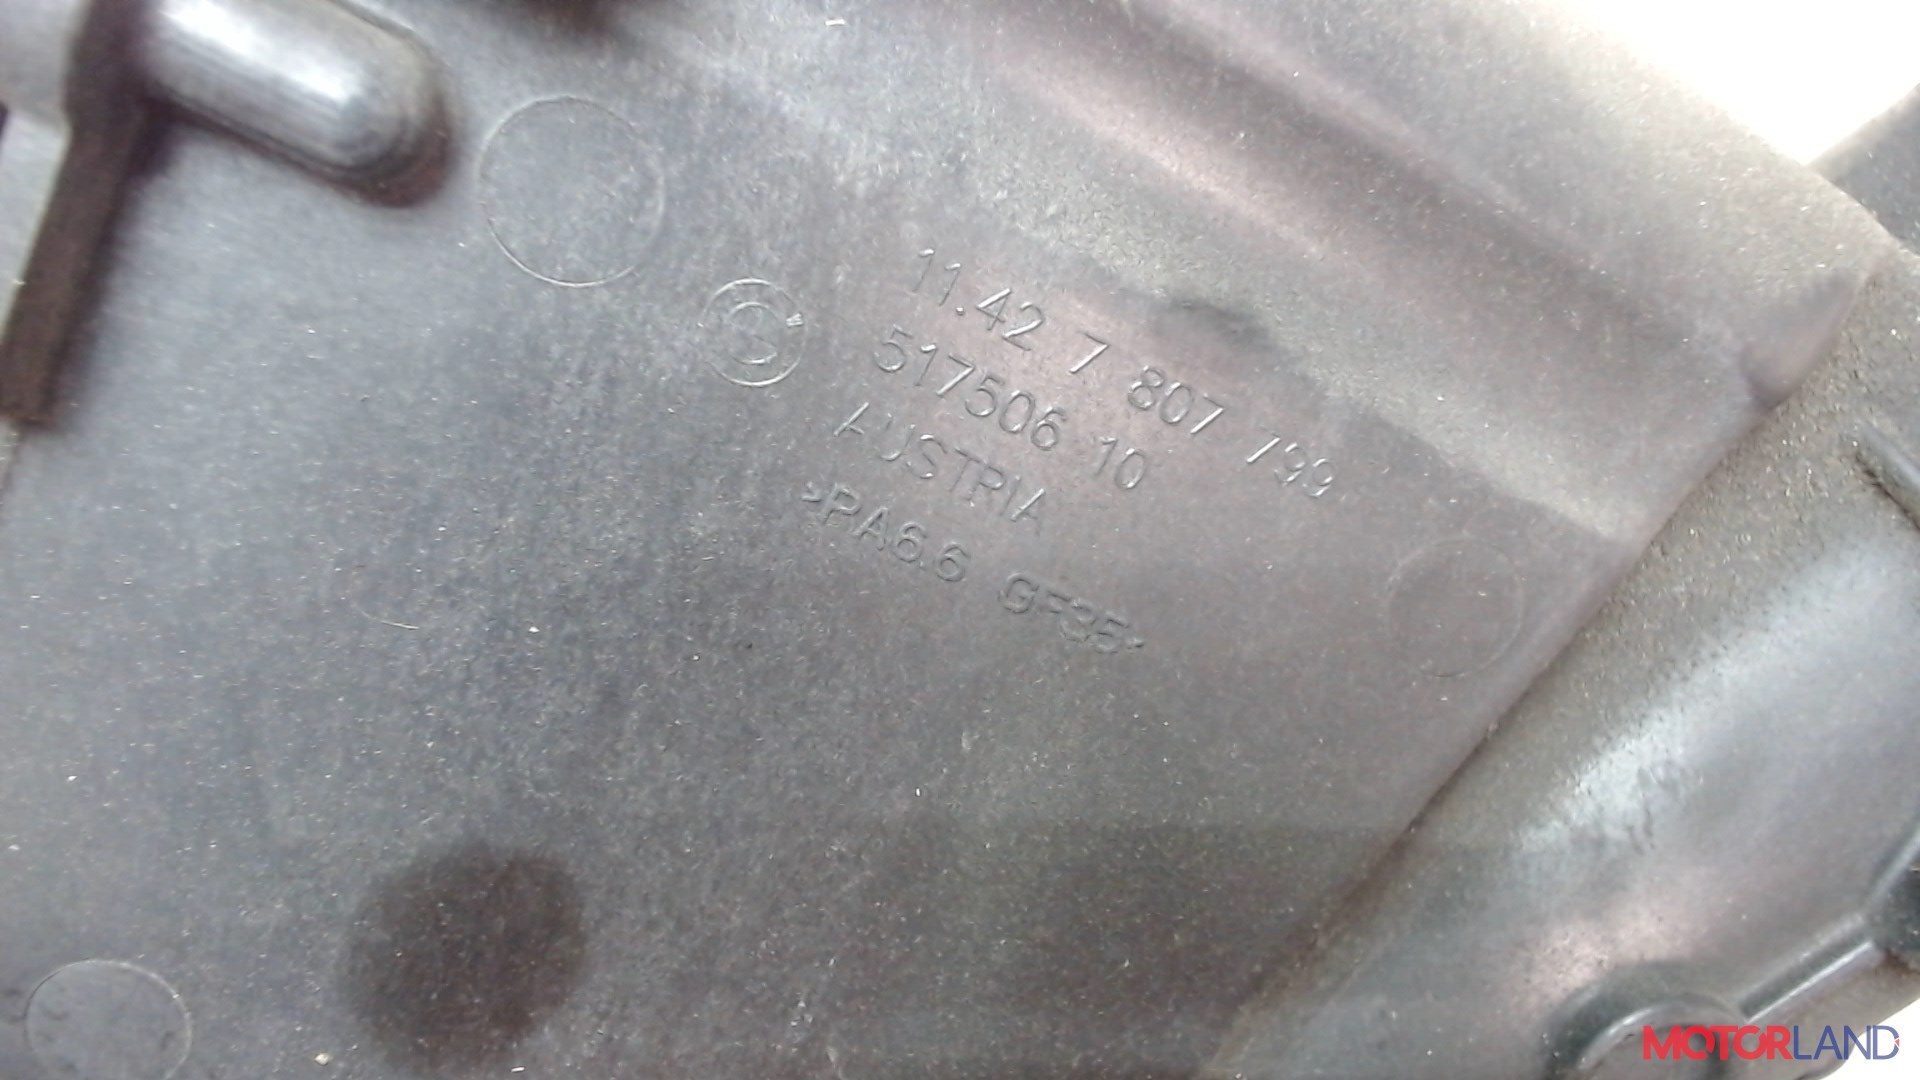 11.42 7 807 799
517506 10
AUSTRIA
>PA6.6 GF35<
MOTORLAND